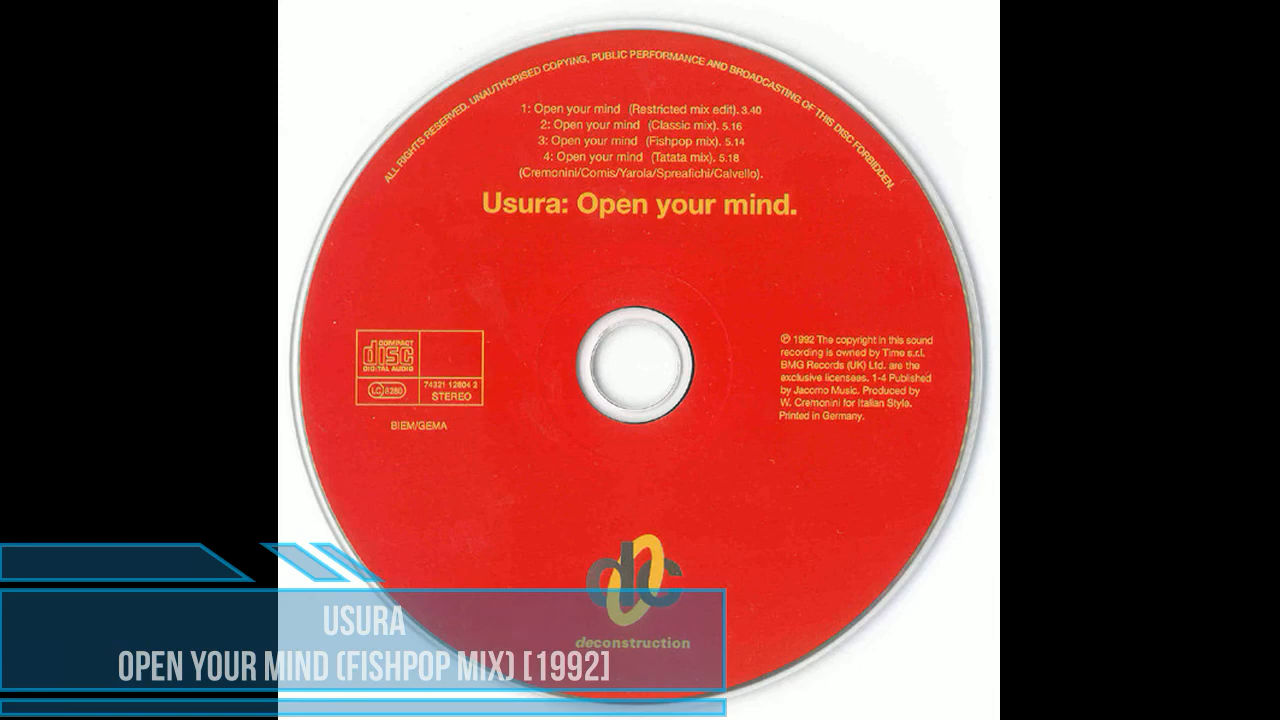 ALL RIGHTS RESERVED. UNAUTHORISED COPYING, PUBLIC PERFORMANCE AND BROADCASTING OF THIS DISC FORBIDDEN.
1: Open your mind (Restricted mix edit). 3.40
2: Open your mind (Classic mix). 5.16
3: Open your mind (Fishpop mix). 5.14
4: Open your mind (Tatata mix). 5.18
(Cremonini/Comis/Yarola/Spreafichi/Calvello).
Usura: Open your mind.
COMPACT
disc
DIGITAL AUDIO
LC 8280
74321 12804 2
STEREO
BIEM/GEMA
℗ 1992 The copyright in this sound
recording is owned by Time s.r.l.
BMG Records (UK) Ltd. are the
exclusive licensees. 1-4 Published
by Jacomo Music. Produced by
W. Cremonini for Italian Style.
Printed in Germany.
dc
deconstruction
USURA
OPEN YOUR MIND (FISHPOP MIX) [1992]